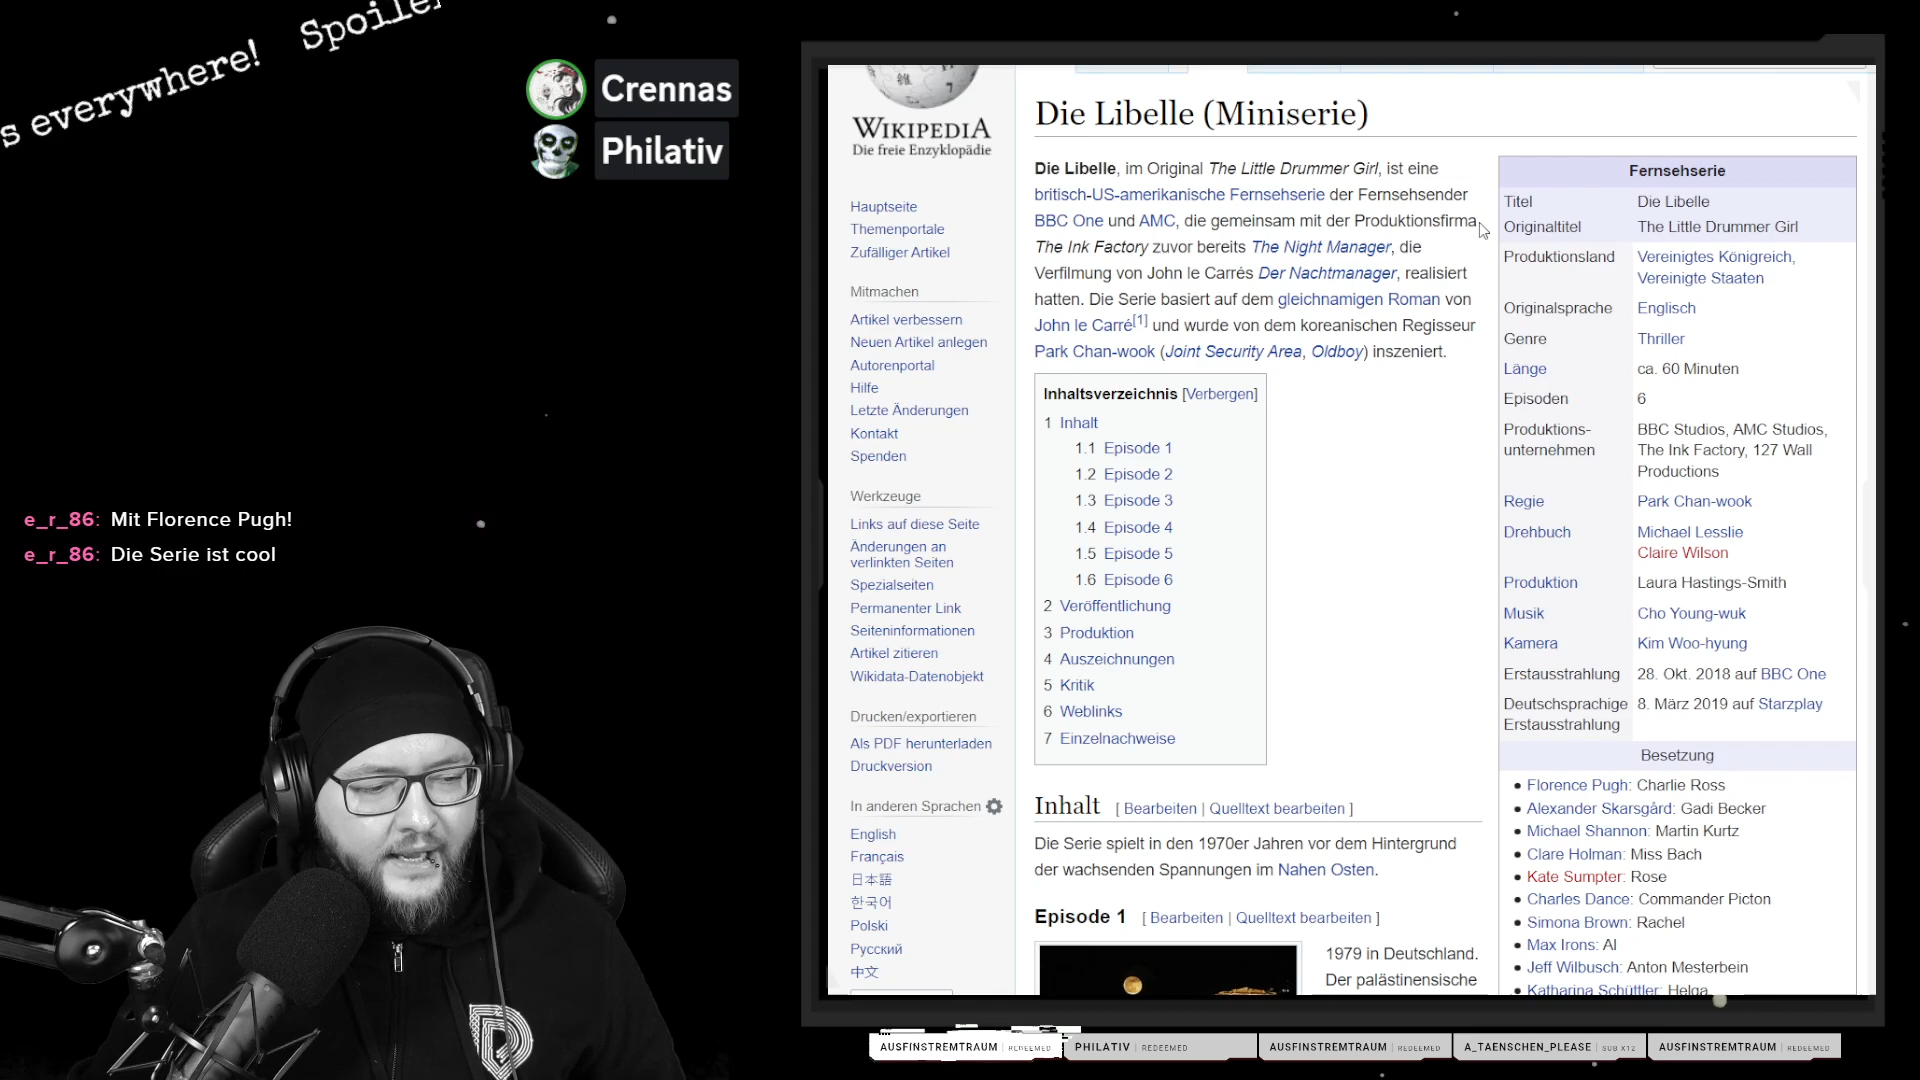 s everywhere! Spoiler
Crennas
Philativ
e_r_86: Mit Florence Pugh!
e_r_86: Die Serie ist cool
WIKIPEDIA
Die freie Enzyklopädie
Hauptseite
Themenportale
Zufälliger Artikel
Mitmachen
Artikel verbessern
Neuen Artikel anlegen
Autorenportal
Hilfe
Letzte Änderungen
Kontakt
Spenden
Werkzeuge
Links auf diese Seite
Änderungen an
verlinkten Seiten
Spezialseiten
Permanenter Link
Seiteninformationen
Artikel zitieren
Wikidata-Datenobjekt
Drucken/exportieren
Als PDF herunterladen
Druckversion
In anderen Sprachen
English
Français
日本語
한국어
Polski
Русский
中文
Die Libelle (Miniserie)
Die Libelle, im Original The Little Drummer Girl, ist eine
britisch-US-amerikanische Fernsehserie der Fernsehsender
BBC One und AMC, die gemeinsam mit der Produktionsfirma
The Ink Factory zuvor bereits The Night Manager, die
Verfilmung von John le Carrés Der Nachtmanager, realisiert
hatten. Die Serie basiert auf dem gleichnamigen Roman von
John le Carré[1] und wurde von dem koreanischen Regisseur
Park Chan-wook (Joint Security Area, Oldboy) inszeniert.
Inhaltsverzeichnis [Verbergen]
1 Inhalt
1.1 Episode 1
1.2 Episode 2
1.3 Episode 3
1.4 Episode 4
1.5 Episode 5
1.6 Episode 6
2 Veröffentlichung
3 Produktion
4 Auszeichnungen
5 Kritik
6 Weblinks
7 Einzelnachweise
Inhalt [ Bearbeiten | Quelltext bearbeiten ]
Die Serie spielt in den 1970er Jahren vor dem Hintergrund
der wachsenden Spannungen im Nahen Osten.
Episode 1 [ Bearbeiten | Quelltext bearbeiten ]
1979 in Deutschland.
Der palästinensische
Fernsehserie
Titel Die Libelle
Originaltitel The Little Drummer Girl
Produktionsland Vereinigtes Königreich,
Vereinigte Staaten
Originalsprache Englisch
Genre Thriller
Länge ca. 60 Minuten
Episoden 6
Produktions- BBC Studios, AMC Studios,
unternehmen The Ink Factory, 127 Wall
Productions
Regie Park Chan-wook
Drehbuch Michael Lesslie
Claire Wilson
Produktion Laura Hastings-Smith
Musik Cho Young-wuk
Kamera Kim Woo-hyung
Erstausstrahlung 28. Okt. 2018 auf BBC One
Deutschsprachige 8. März 2019 auf Starzplay
Erstausstrahlung
Besetzung
Florence Pugh: Charlie Ross
Alexander Skarsgård: Gadi Becker
Michael Shannon: Martin Kurtz
Clare Holman: Miss Bach
Kate Sumpter: Rose
Charles Dance: Commander Picton
Simona Brown: Rachel
Max Irons: Al
Jeff Wilbusch: Anton Mesterbein
Katharina Schüttler: Helga
AUSFINSTREMTRAUM | REDEEMED
PHILATIV | REDEEMED
AUSFINSTREMTRAUM | REDEEMED
A_TAENSCHEN_PLEASE | SUB X12
AUSFINSTREMTRAUM | REDEEMED